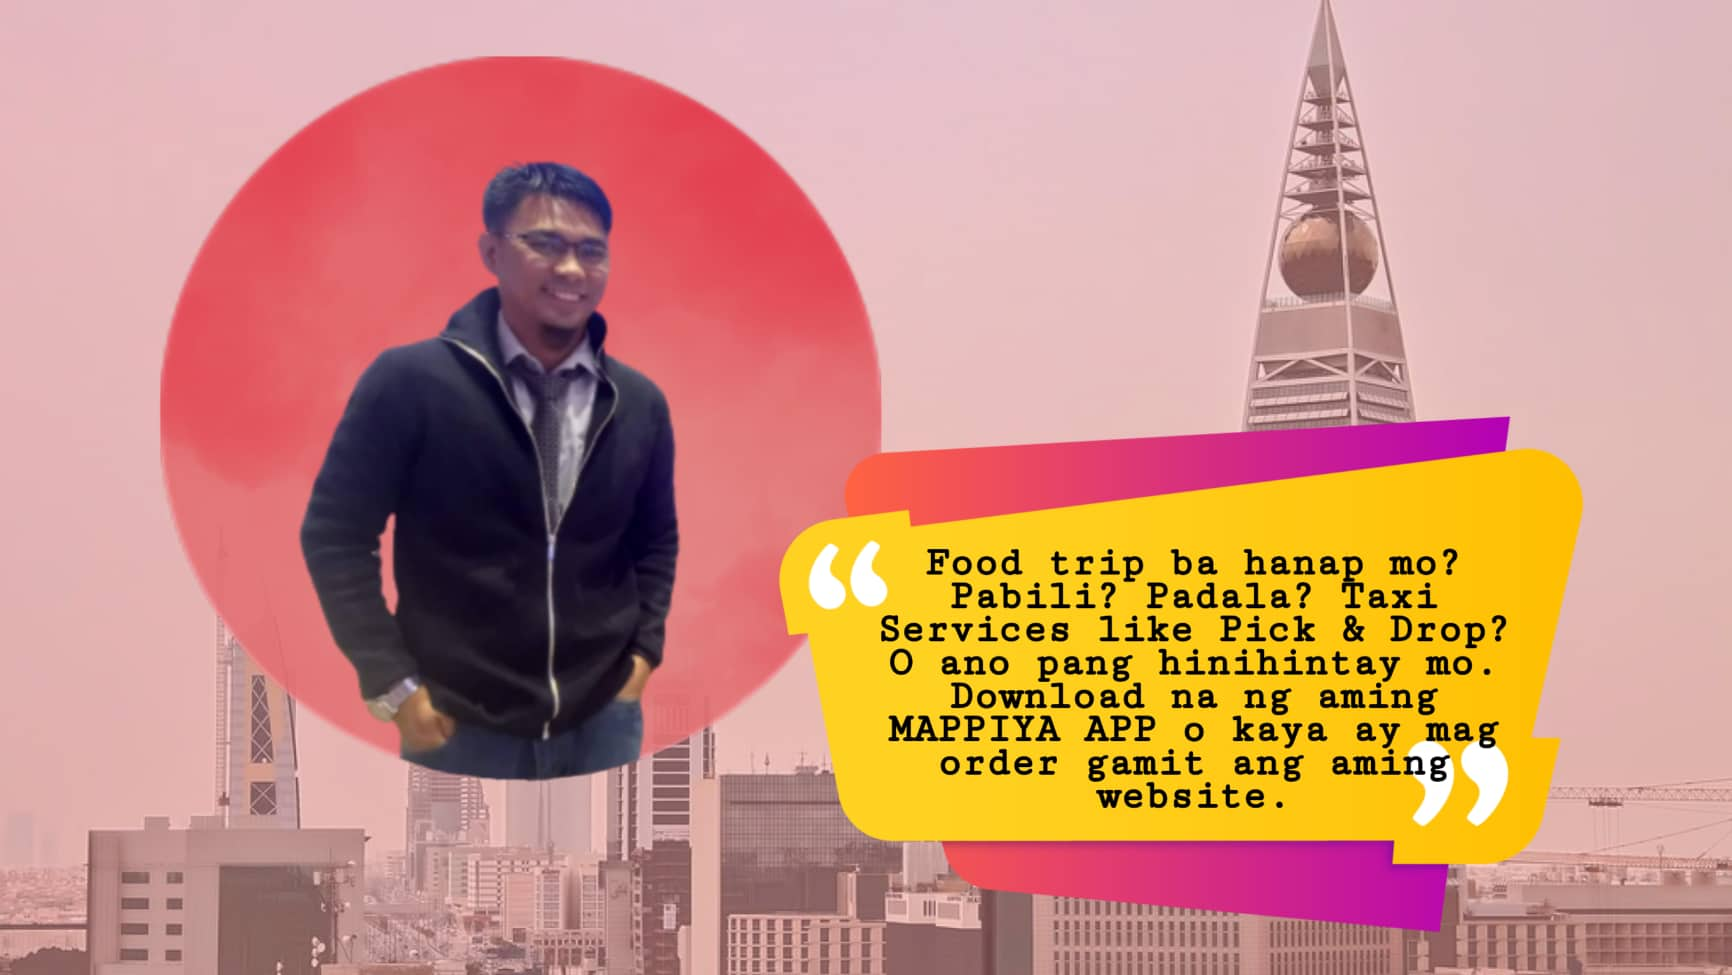 Food trip ba hanap mo?
Pabili? Padala? Taxi
Services like Pick & Drop?
O ano pang hinihintay mo.
Download na ng aming
MAPPIYA APP o kaya ay mag
order gamit ang aming
website.